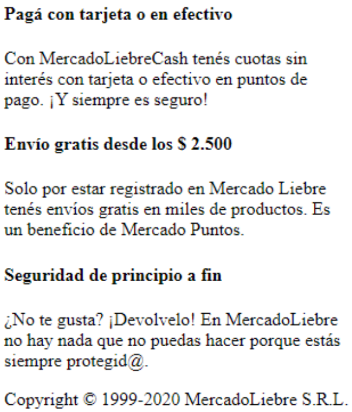 Pagá con tarjeta o en efectivo
Con MercadoLiebreCash tenés cuotas sin
interés con tarjeta o efectivo en puntos de
pago. ¡Y siempre es seguro!
Envío gratis desde los $ 2.500
Solo por estar registrado en Mercado Liebre
tenés envíos gratis en miles de productos. Es
un beneficio de Mercado Puntos.
Seguridad de principio a fin
¿No te gusta? ¡Devolvelo! En MercadoLiebre
no hay nada que no puedas hacer porque estás
siempre protegid@.
Copyright © 1999-2020 MercadoLiebre S.R.L.